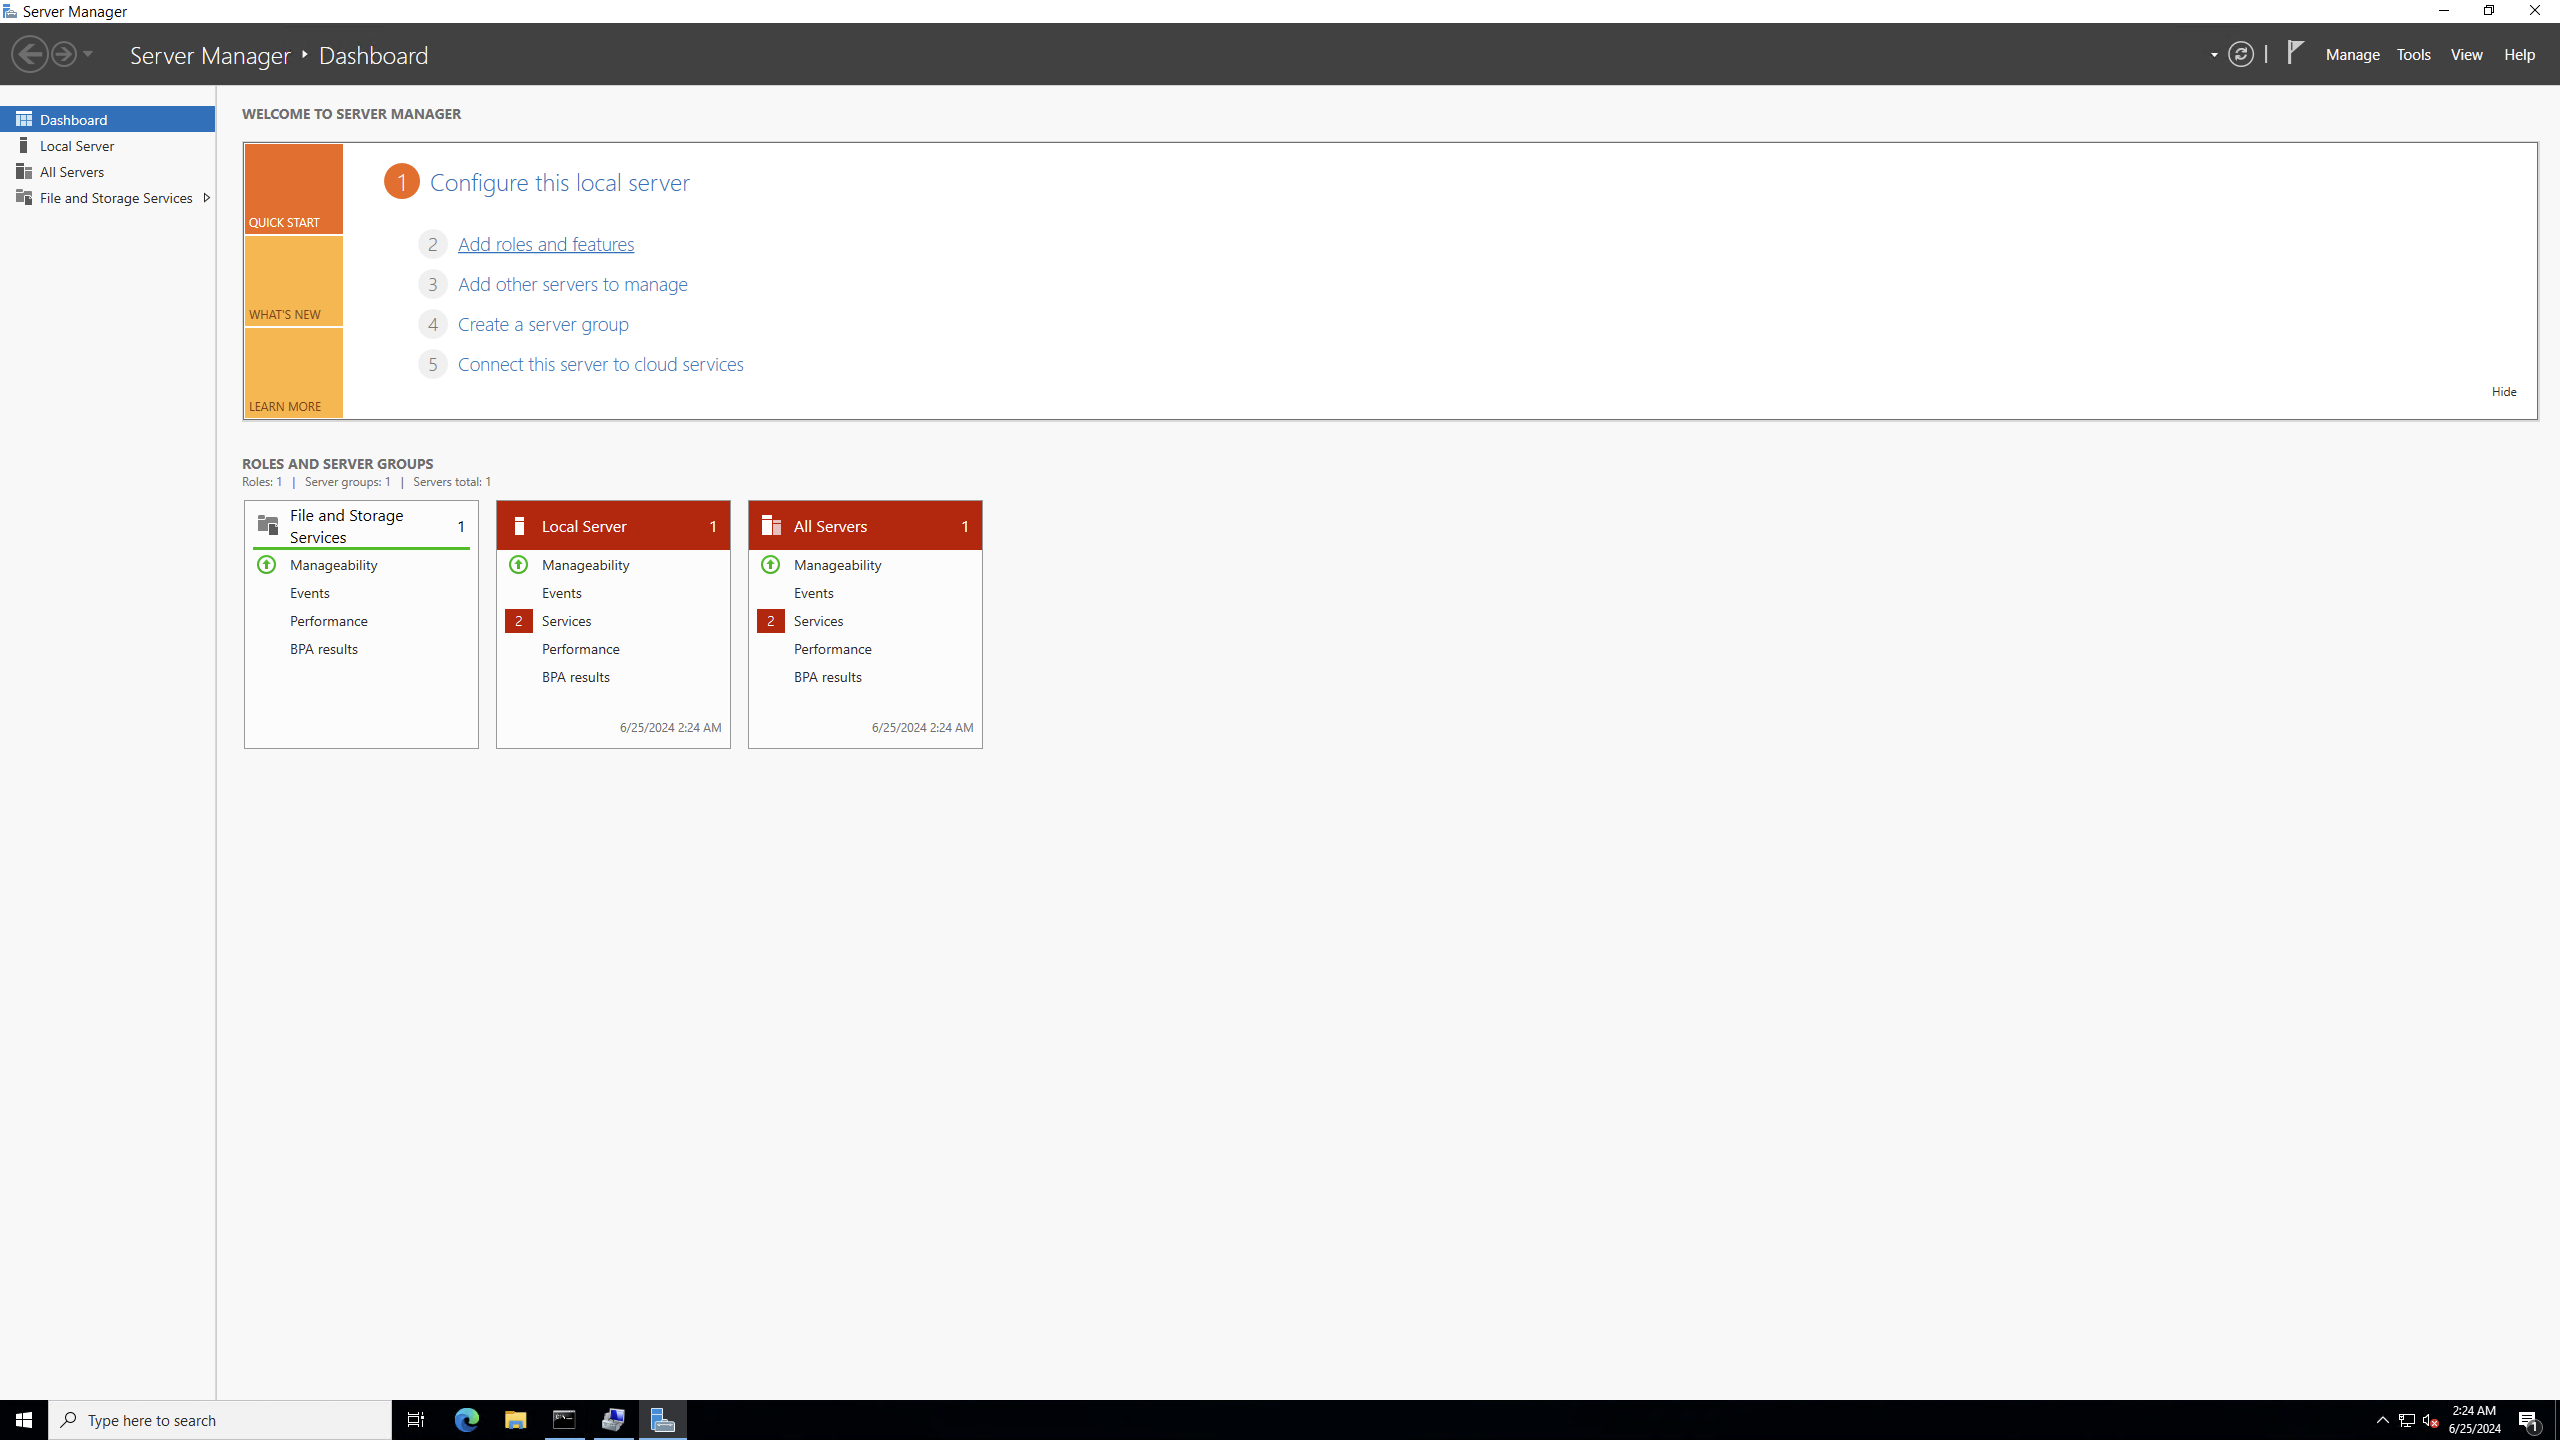 Server Manager
Server Manager ‣ Dashboard
Manage Tools View Help
Dashboard
Local Server
All Servers
File and Storage Services
WELCOME TO SERVER MANAGER
QUICK START
WHAT'S NEW
LEARN MORE
1 Configure this local server
2 Add roles and features
3 Add other servers to manage
4 Create a server group
5 Connect this server to cloud services
Hide
ROLES AND SERVER GROUPS
Roles: 1 | Server groups: 1 | Servers total: 1
File and Storage
Services 1
Manageability
Events
Performance
BPA results
Local Server 1
Manageability
Events
2 Services
Performance
BPA results
6/25/2024 2:24 AM
All Servers 1
Manageability
Events
2 Services
Performance
BPA results
6/25/2024 2:24 AM
Type here to search
2:24 AM
6/25/2024
1